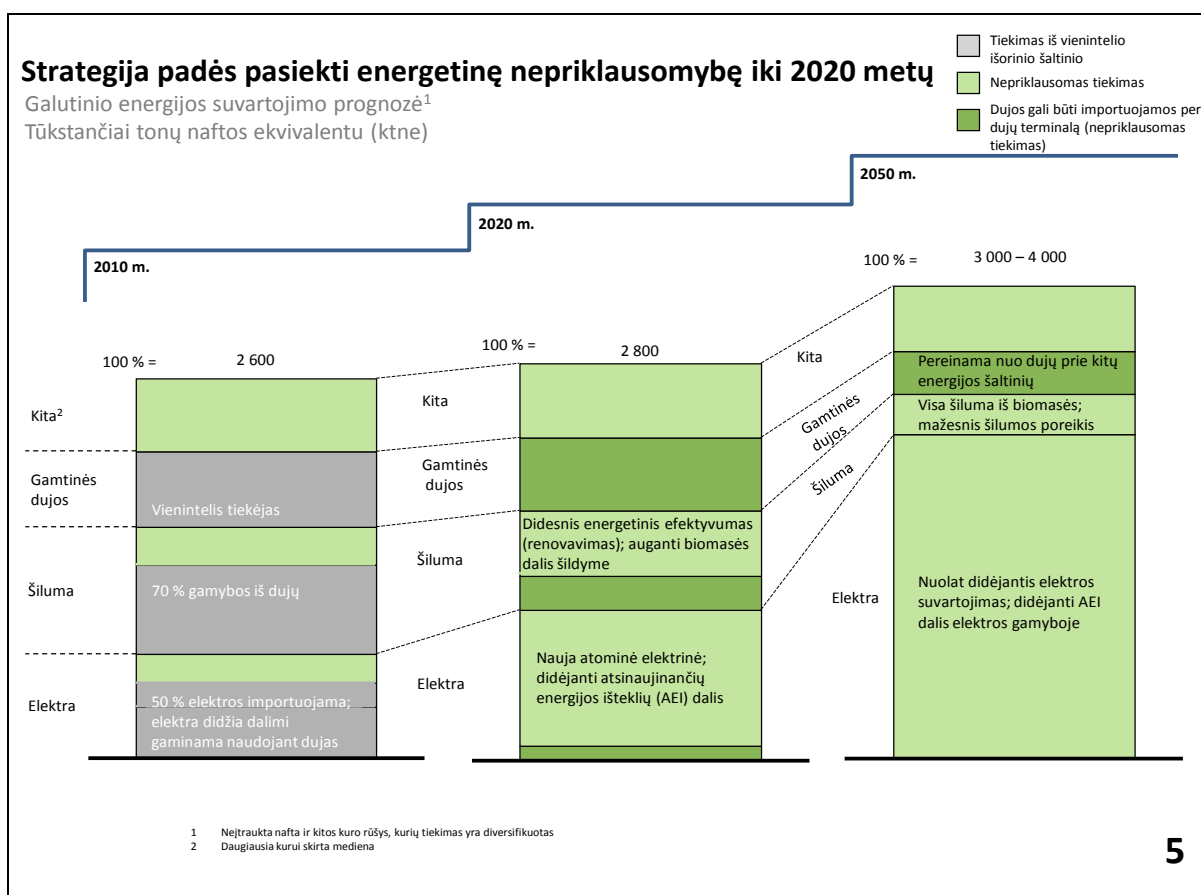 Strategija padės pasiekti energetinę nepriklausomybę iki 2020 metų
Galutinio energijos suvartojimo prognozė¹
Tūkstančiai tonų naftos ekvivalentu (ktne)
Tiekimas iš vienintelio
išorinio šaltinio
Nepriklausomas tiekimas
Dujos gali būti importuojamos per
dujų terminalą (nepriklausomas
tiekimas)
2010 m.
2020 m.
2050 m.
100 % =
2 600
Kita²
Gamtinės
dujos
Vienintelis tiekėjas
Šiluma
70 % gamybos iš dujų
Elektra
50 % elektros importuojama;
elektra didžia dalimi
gaminama naudojant dujas
100 % =
2 800
Kita
Gamtinės
dujos
Šiluma
Didesnis energetinis efektyvumas
(renovavimas); auganti biomasės
dalis šildyme
Elektra
Nauja atominė elektrinė;
didėjanti atsinaujinančių
energijos išteklių (AEI) dalis
100 % =
3 000 – 4 000
Kita
Gamtinės
dujos
Pereinama nuo dujų prie kitų
energijos šaltinių
Šiluma
Visa šiluma iš biomasės;
mažesnis šilumos poreikis
Elektra
Nuolat didėjantis elektros
suvartojimas; didėjanti AEI
dalis elektros gamyboje
1 Neįtraukta nafta ir kitos kuro rūšys, kurių tiekimas yra diversifikuotas
2 Daugiausia kurui skirta mediena
5